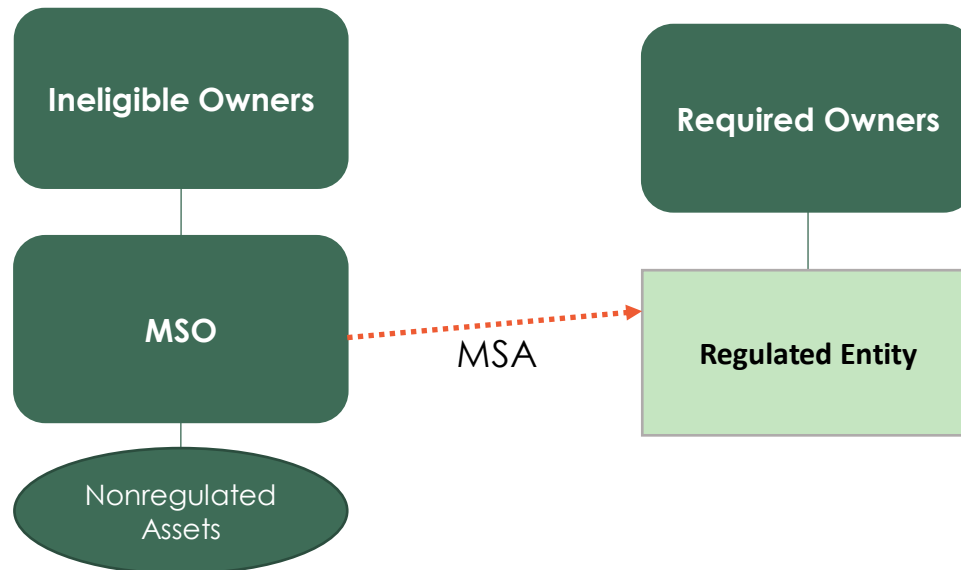 Ineligible Owners
Required Owners
MSO
MSA
Regulated Entity
Nonregulated
Assets